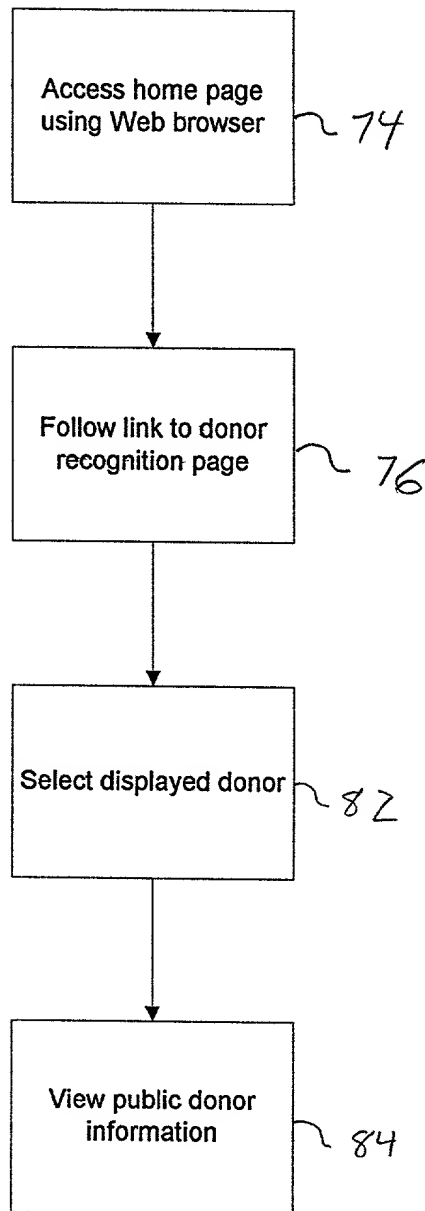 Access home page
using Web browser
74
Follow link to donor
recognition page
76
Select displayed donor
82
View public donor
information
84